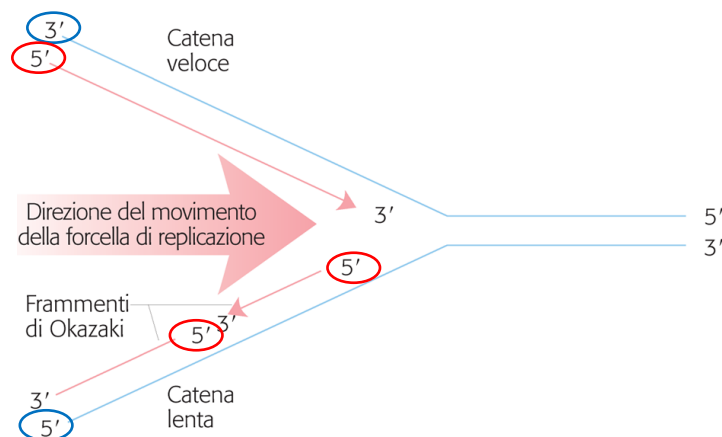 3′
5′
Catena
veloce
Direzione del movimento
della forcella di replicazione
3′
5′
3′
5′
Frammenti
di Okazaki
3′
5′
3′
5′
Catena
lenta